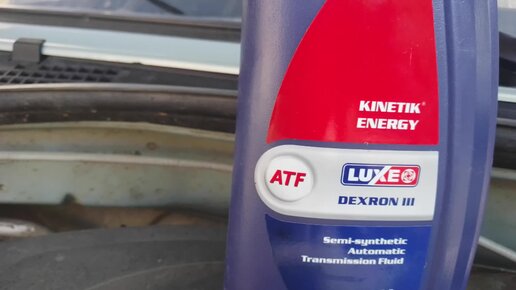 KINETIK®
ENERGY
ATF
LUXE
DEXRON III
Semi-synthetic
Automatic
Transmission Fluid